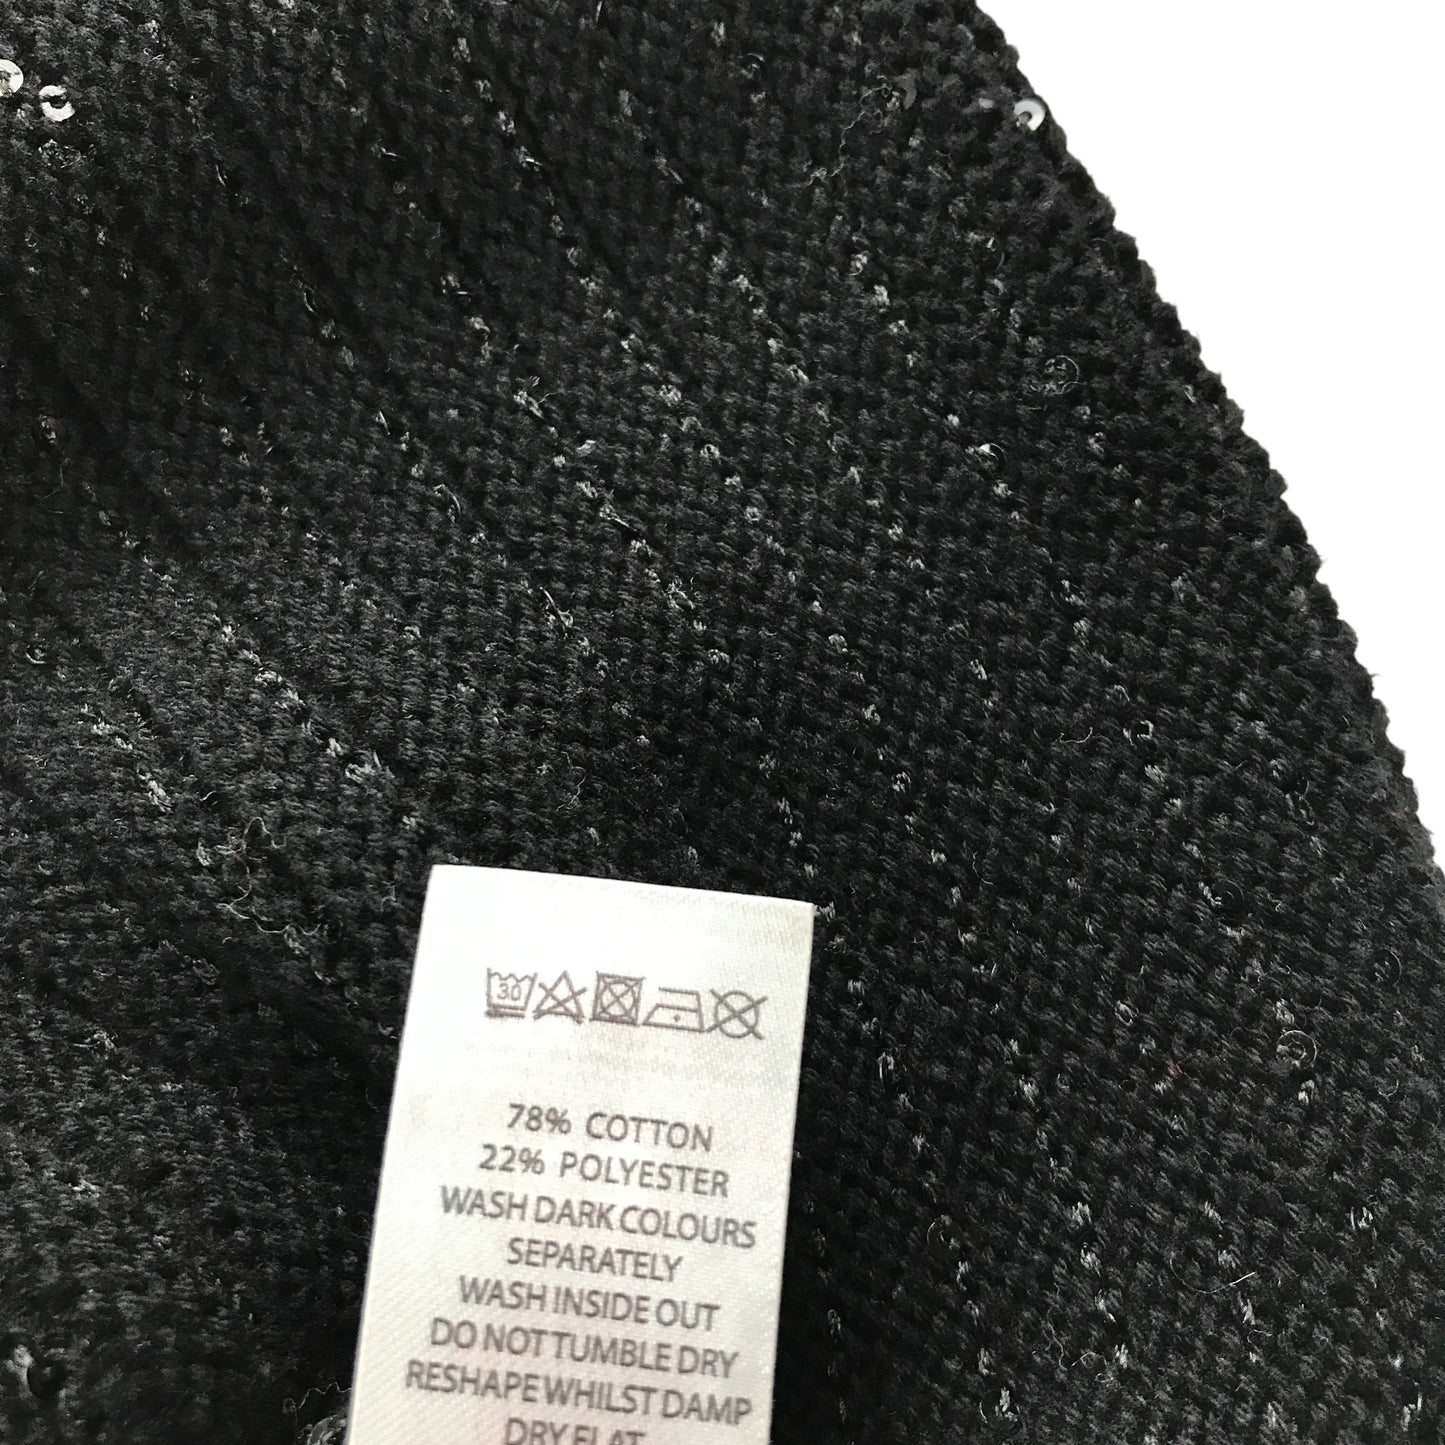 30
78% COTTON
22% POLYESTER
WASH DARK COLOURS
SEPARATELY
WASH INSIDE OUT
DO NOT TUMBLE DRY
RESHAPE WHILST DAMP
DRY FLAT